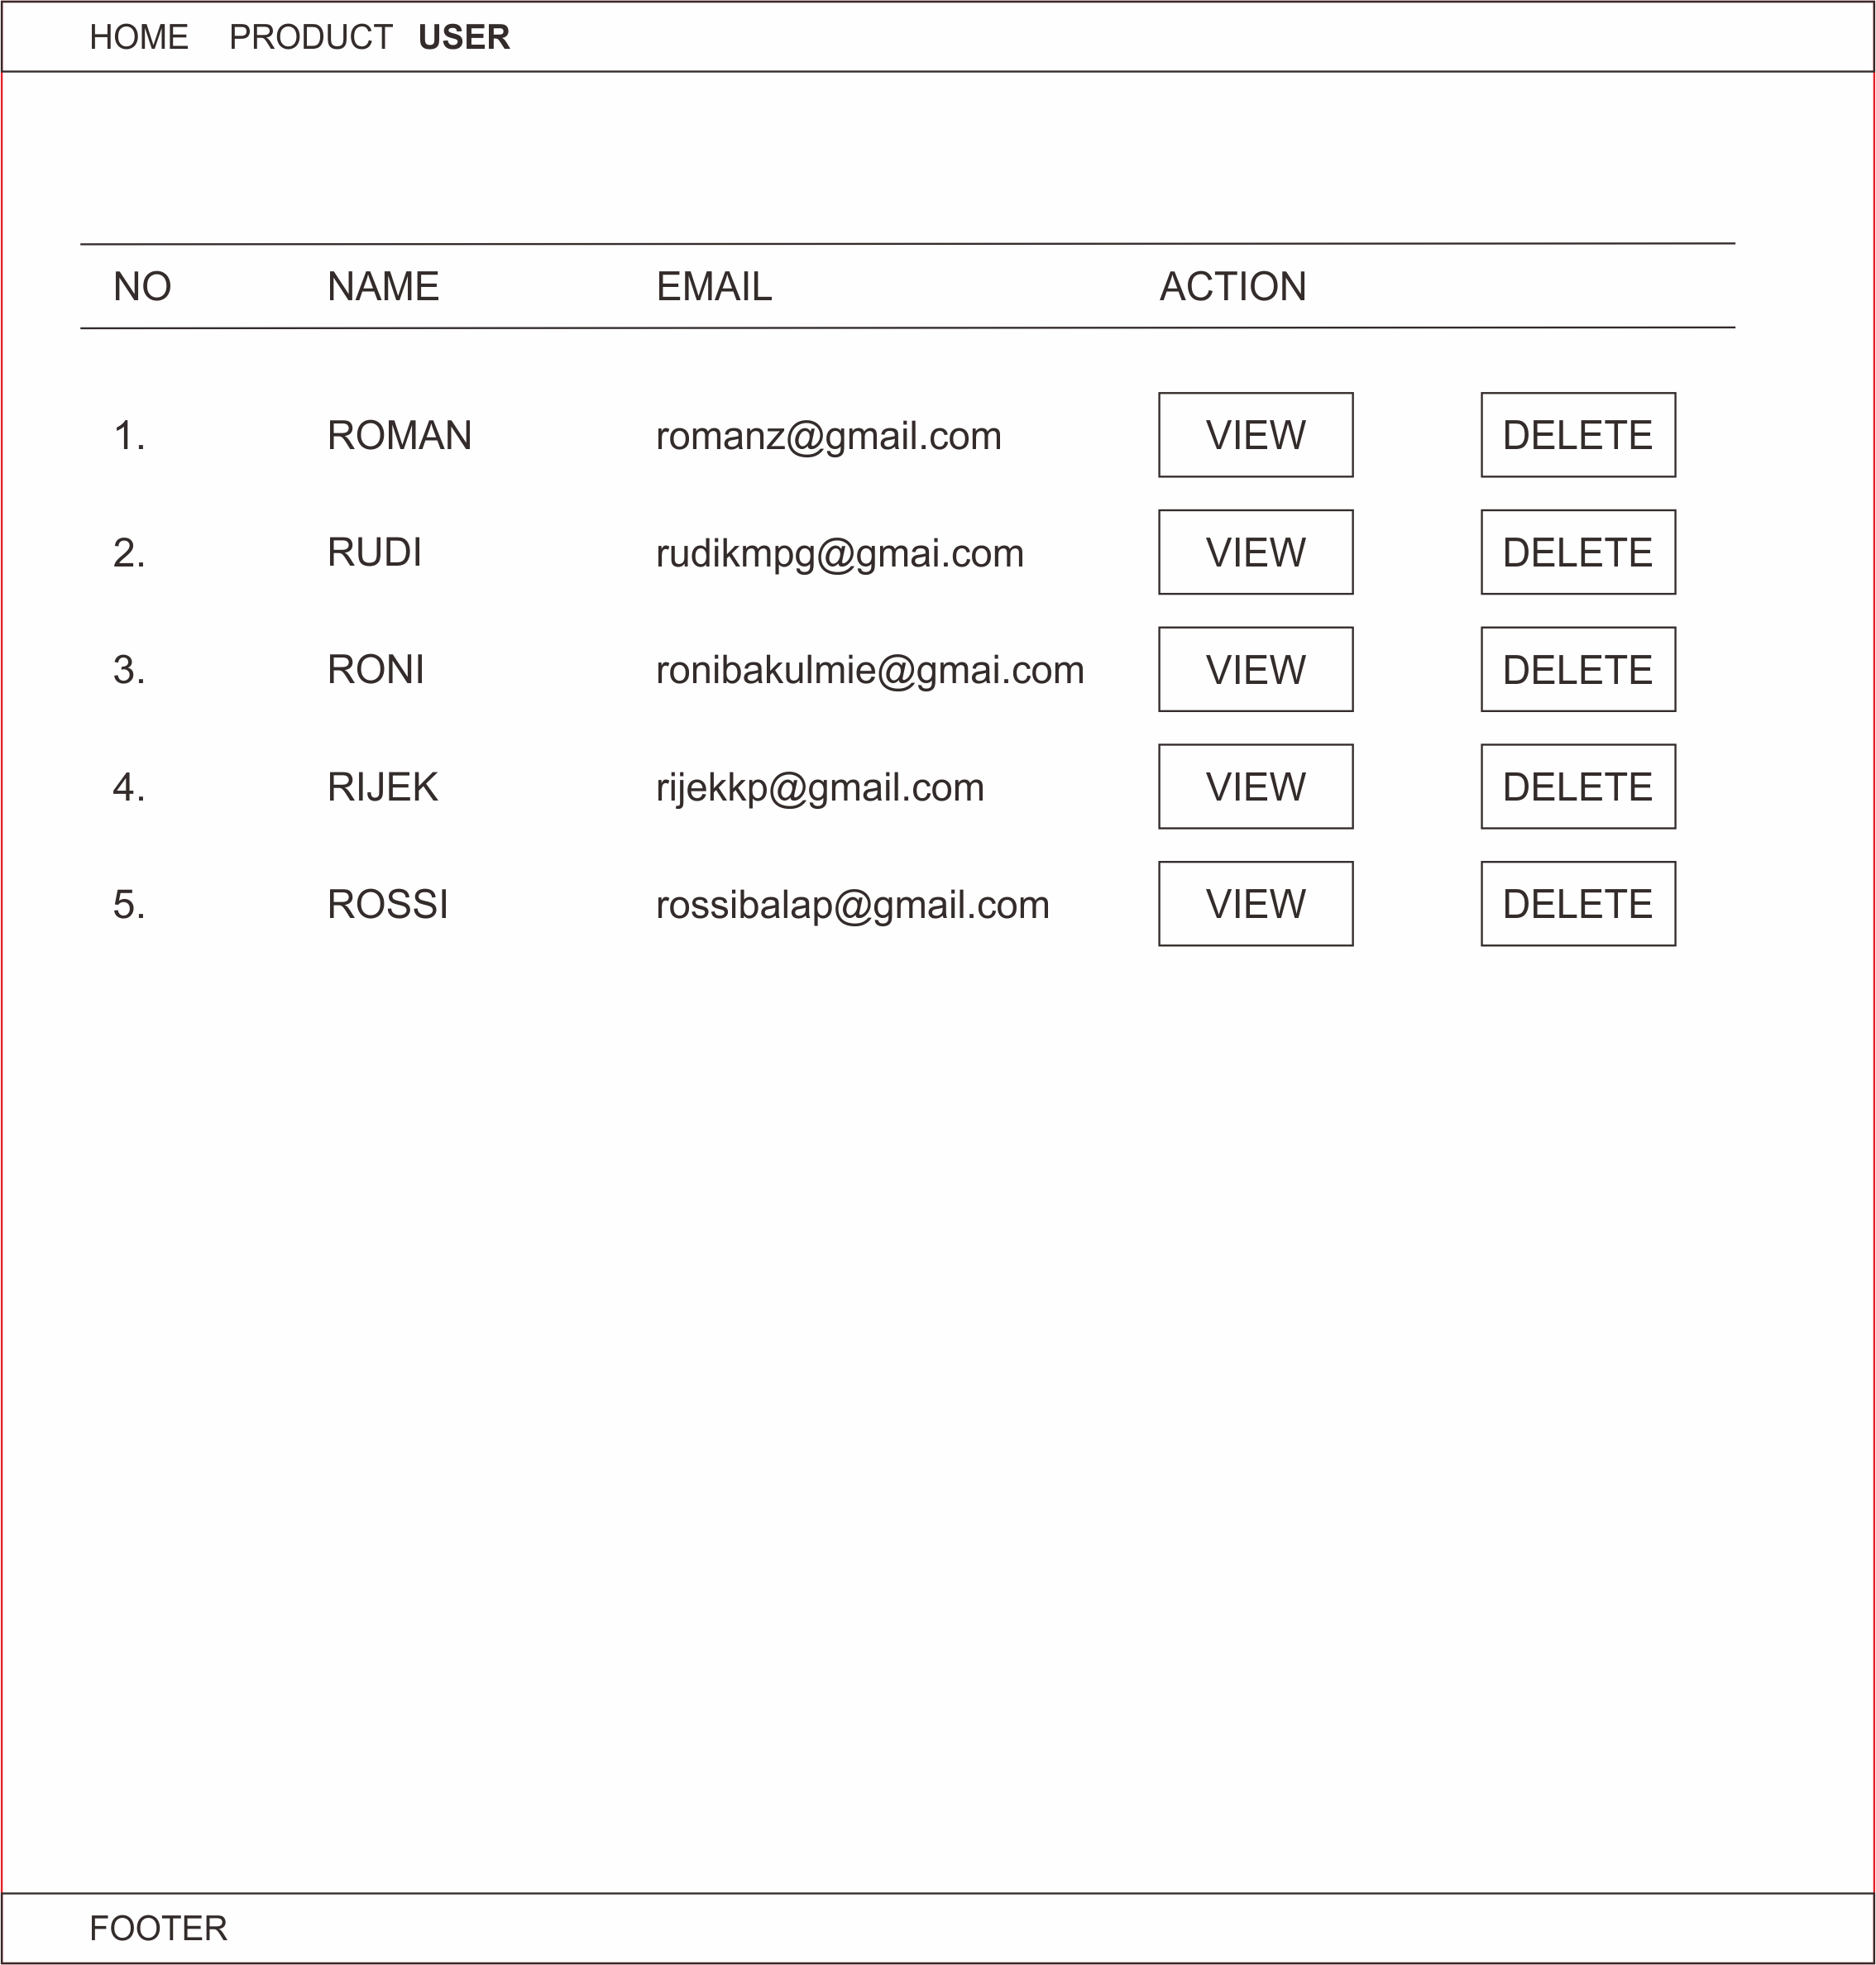 HOME PRODUCT USER
NO NAME EMAIL ACTION
1. ROMAN romanz@gmail.com VIEW DELETE
2. RUDI rudikmpg@gmai.com VIEW DELETE
3. RONI ronibakulmie@gmai.com VIEW DELETE
4. RIJEK rijekkp@gmail.com VIEW DELETE
5. ROSSI rossibalap@gmail.com VIEW DELETE
FOOTER